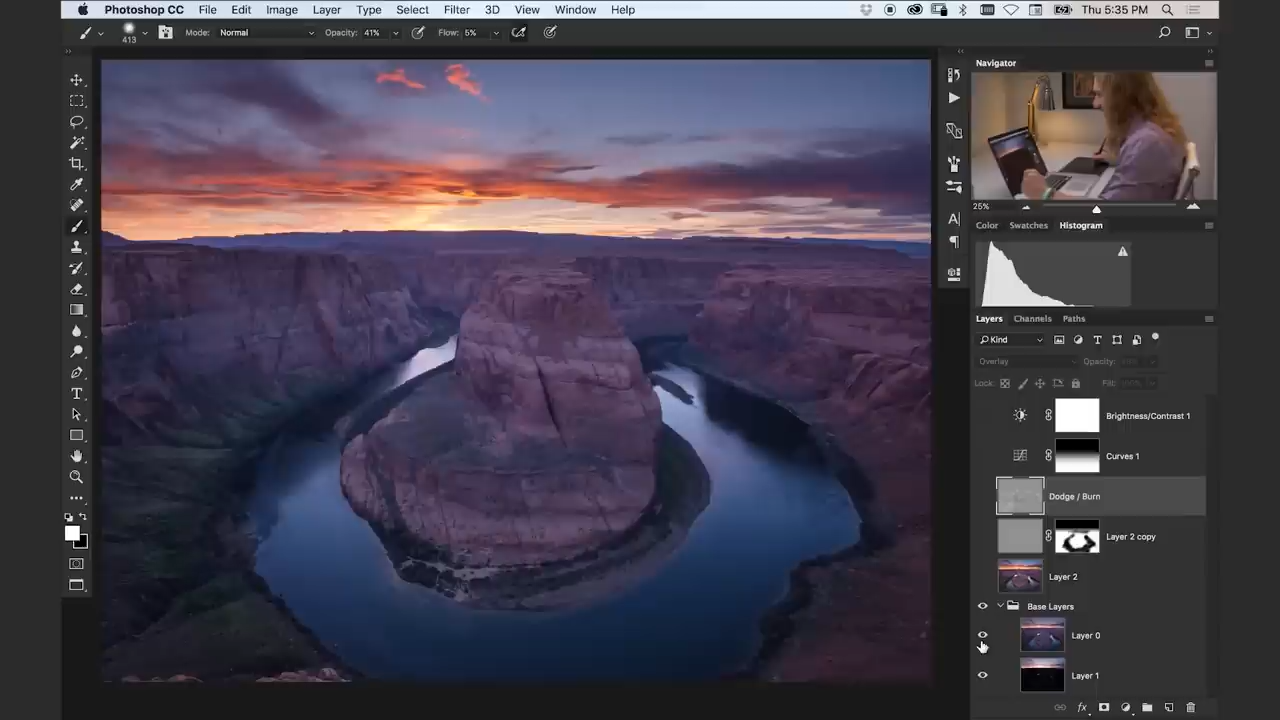 Photoshop CC File Edit Image Layer Type Select Filter 3D View Window Help Thu 5:35 PM
413 Mode: Normal Opacity: 41% Flow: 5%
Navigator
25%
Color Swatches Histogram
Layers Channels Paths
Kind
Overlay Opacity:
Lock: Fill:
Brightness/Contrast 1
Curves 1
Dodge / Burn
Layer 2 copy
Layer 2
Base Layers
Layer 0
Layer 1
fx